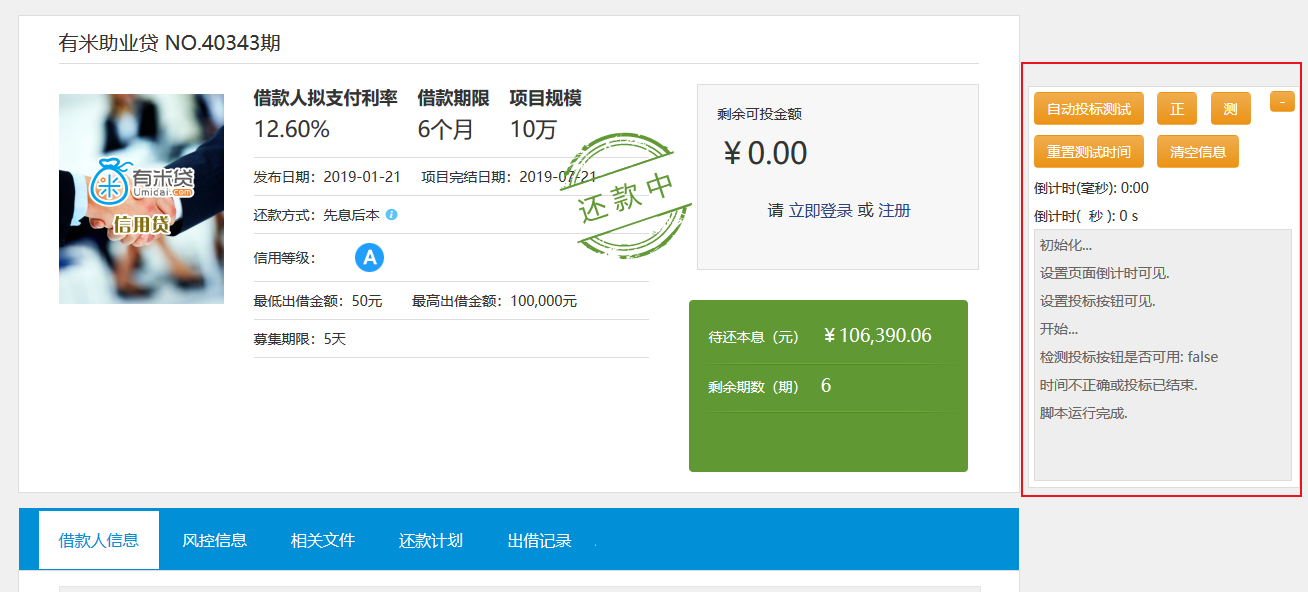 有米助业贷 NO.40343期
有米贷
Umidai.com
信用贷
借款人拟支付利率 借款期限 项目规模
12.60% 6个月 10万
发布日期：2019-01-21 项目完结日期：2019-07-21
还款方式：先息后本 i
信用等级： A
最低出借金额：50元 最高出借金额：100,000元
募集期限：5天
还款中
剩余可投金额
¥ 0.00
请 立即登录 或 注册
待还本息（元） ¥ 106,390.06
剩余期数（期） 6
自动投标测试 正 测 -
重置测试时间 清空信息
倒计时(毫秒): 0:00
倒计时( 秒 ): 0 s
初始化...
设置页面倒计时可见.
设置投标按钮可见.
开始...
检测投标按钮是否可用: false
时间不正确或投标已结束.
脚本运行完成.
借款人信息 风控信息 相关文件 还款计划 出借记录 .